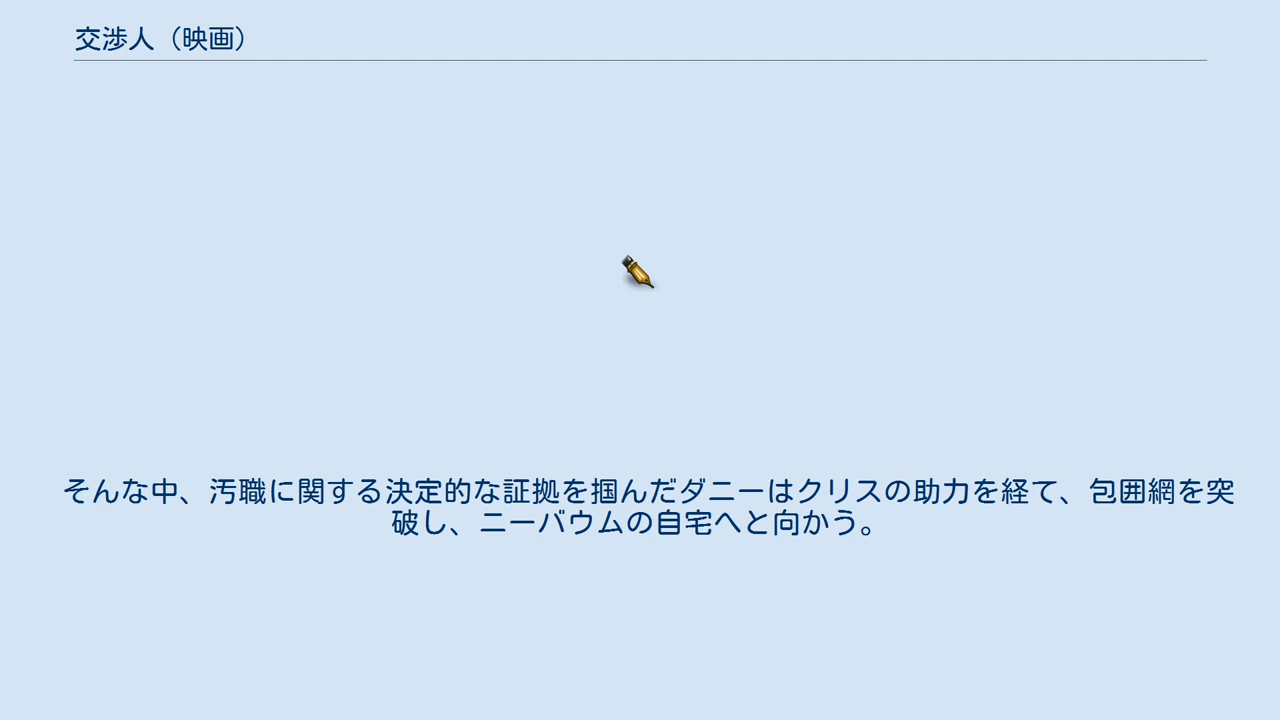 交渉人（映画）
そんな中、汚職に関する決定的な証拠を掴んだダニーはクリスの助力を経て、包囲網を突
破し、ニーバウムの自宅へと向かう。